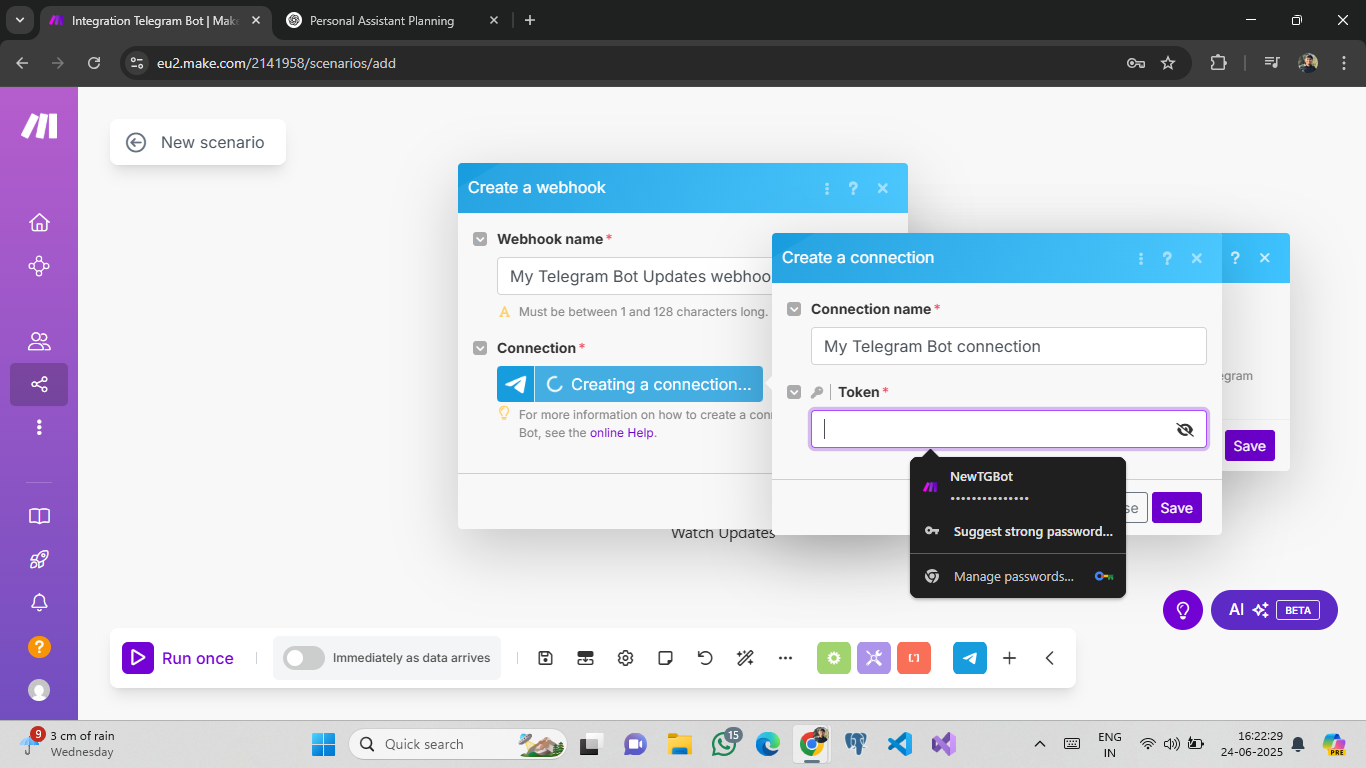 Integration Telegram Bot | Make
Personal Assistant Planning
eu2.make.com/2141958/scenarios/add
New scenario
Create a webhook
Webhook name *
My Telegram Bot Updates webhoo
Must be between 1 and 128 characters long.
Connection *
Creating a connection...
For more information on how to create a con
Bot, see the online Help.
Create a connection
Connection name *
My Telegram Bot connection
Token *
egram
Save
NewTGBot
•••••••••••••••
Suggest strong password...
Manage passwords...
se
Save
Watch Updates
AI BETA
Run once
Immediately as data arrives
9
3 cm of rain
Wednesday
Quick search
15
ENG
IN
16:22:29
24-06-2025
PRE